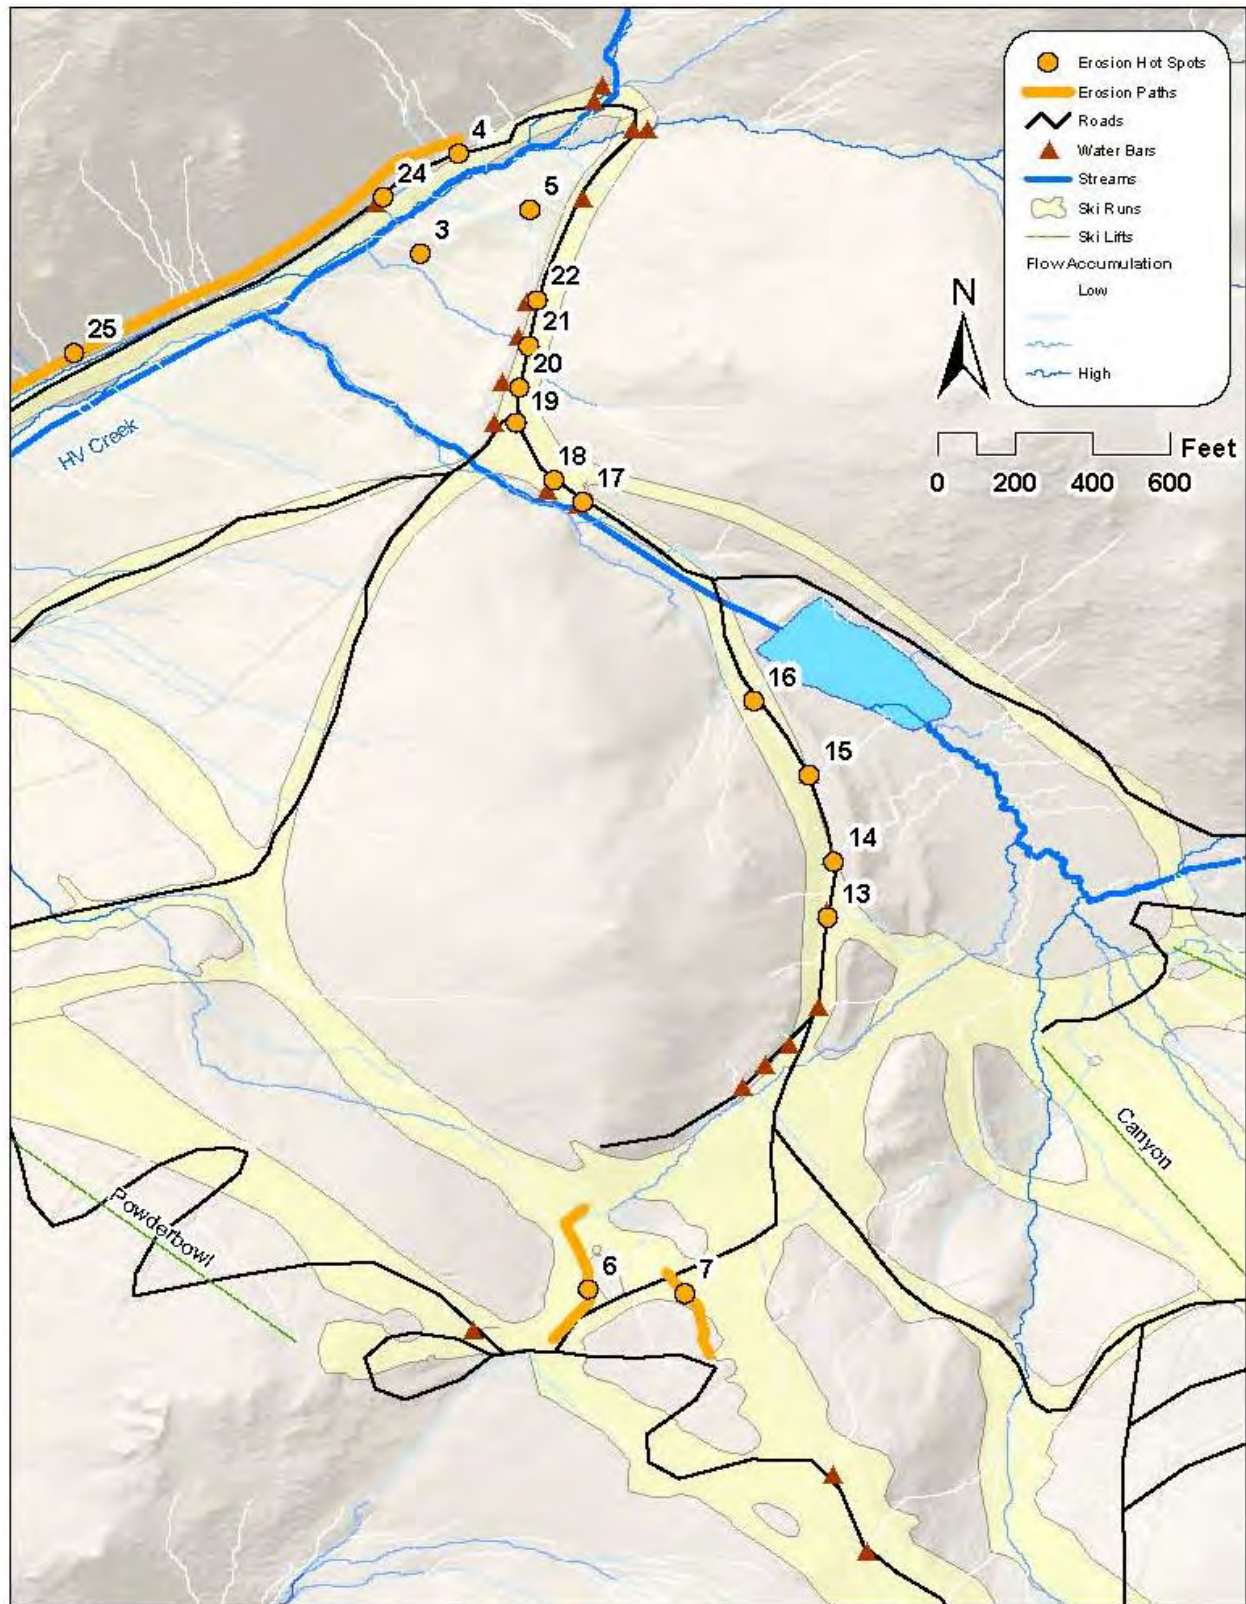 Erosion Hot Spots
Erosion Paths
Roads
Water Bars
Streams
Ski Runs
Ski Lifts
Flow Accumulation
Low
High
N
Feet
0 200 400 600
4
24
5
3
22
25
21
20
19
HV Creek
18
17
16
15
14
13
Canyon
Powderbowl
6
7